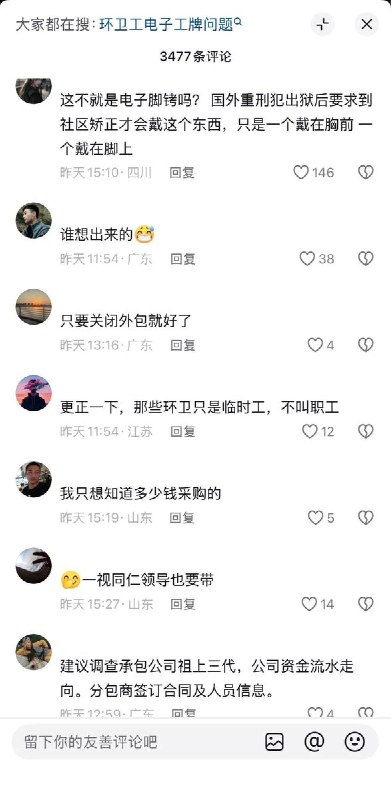 大家都在搜：环卫工电子工牌问题
3477条评论
这不就是电子脚铐吗？ 国外重刑犯出狱后要求到
社区矫正才会戴这个东西，只是一个戴在胸前 一
个戴在脚上
昨天 15:10 · 四川 回复 146
谁想出来的😅
昨天 11:54 · 广东 回复 38
只要关闭外包就好了
昨天 13:16 · 广东 回复 4
更正一下，那些环卫只是临时工，不叫职工
昨天 11:54 · 江苏 回复 12
我只想知道多少钱采购的
昨天 15:19 · 山东 回复 5
🤭一视同仁领导也要带
昨天 15:27 · 山东 回复 14
建议调查承包公司祖上三代，公司资金流水走
向。分包商签订合同及人员信息。
昨天 12:59 · 广东 回复 4
留下你的友善评论吧